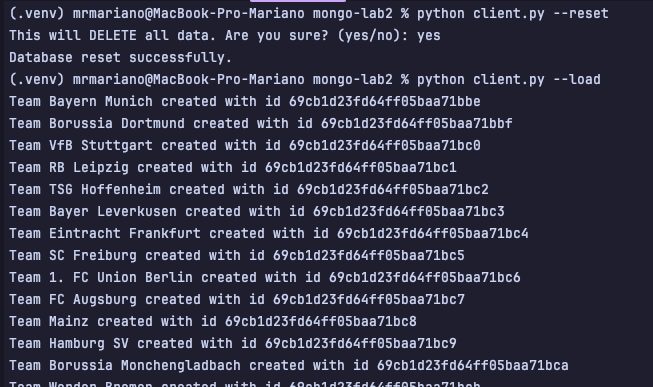 (.venv) mrmariano@MacBook-Pro-Mariano mongo-lab2 % python client.py --reset
This will DELETE all data. Are you sure? (yes/no): yes
Database reset successfully.
(.venv) mrmariano@MacBook-Pro-Mariano mongo-lab2 % python client.py --load
Team Bayern Munich created with id 69cb1d23fd64ff05baa71bbe
Team Borussia Dortmund created with id 69cb1d23fd64ff05baa71bbf
Team VfB Stuttgart created with id 69cb1d23fd64ff05baa71bc0
Team RB Leipzig created with id 69cb1d23fd64ff05baa71bc1
Team TSG Hoffenheim created with id 69cb1d23fd64ff05baa71bc2
Team Bayer Leverkusen created with id 69cb1d23fd64ff05baa71bc3
Team Eintracht Frankfurt created with id 69cb1d23fd64ff05baa71bc4
Team SC Freiburg created with id 69cb1d23fd64ff05baa71bc5
Team 1. FC Union Berlin created with id 69cb1d23fd64ff05baa71bc6
Team FC Augsburg created with id 69cb1d23fd64ff05baa71bc7
Team Mainz created with id 69cb1d23fd64ff05baa71bc8
Team Hamburg SV created with id 69cb1d23fd64ff05baa71bc9
Team Borussia Monchengladbach created with id 69cb1d23fd64ff05baa71bca
Team created with id